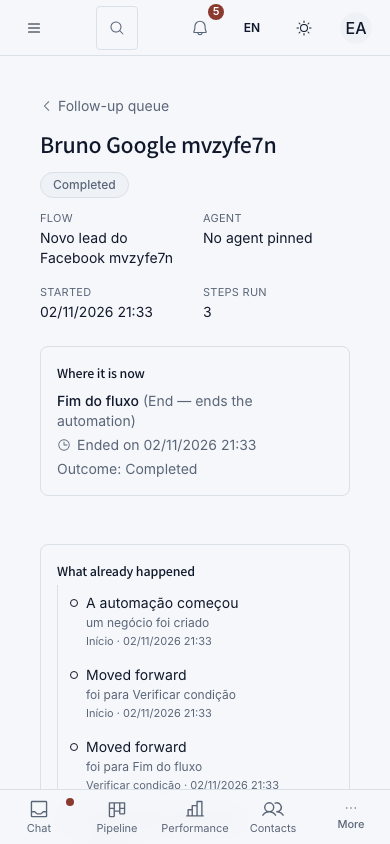 5
EN
EA
Follow-up queue
Bruno Google mvzyfe7n
Completed
FLOW
AGENT
Novo lead do
Facebook mvzyfe7n
No agent pinned
STARTED
STEPS RUN
02/11/2026 21:33
3
Where it is now
Fim do fluxo (End — ends the
automation)
Ended on 02/11/2026 21:33
Outcome: Completed
What already happened
A automação começou
um negócio foi criado
Início · 02/11/2026 21:33
Moved forward
foi para Verificar condição
Início · 02/11/2026 21:33
Moved forward
foi para Fim do fluxo
Verificar condição · 02/11/2026 21:33
Chat
Pipeline
Performance
Contacts
More